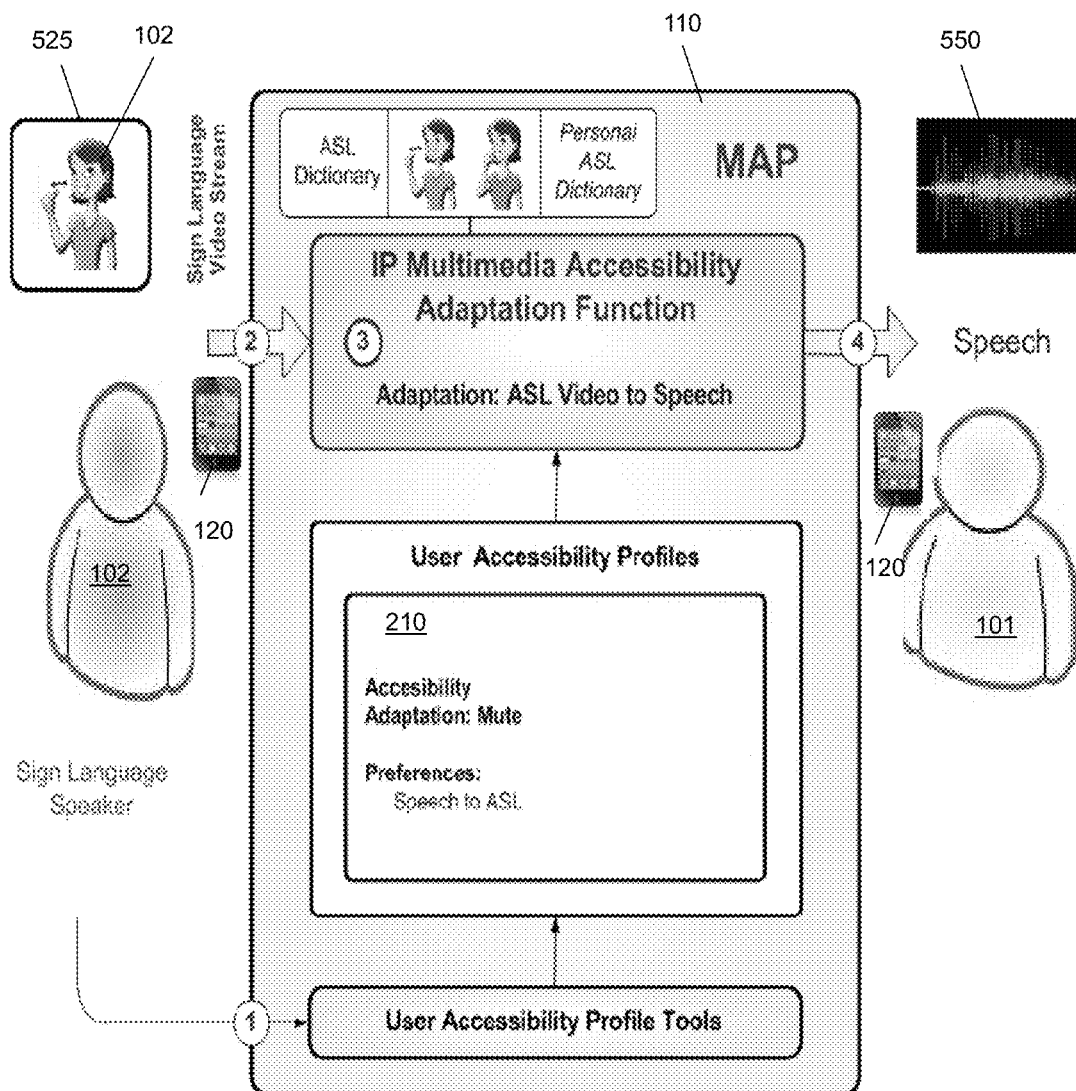 525
102
110
550
Sign Language
Video Stream
ASL
Dictionary
Personal
ASL
Dictionary
MAP
IP Multimedia Accessibility
Adaptation Function
2
3
4
Speech
Adaptation: ASL Video to Speech
120
120
102
101
User Accessibility Profiles
210
Accesibility
Adaptation: Mute
Preferences:
Speech to ASL
Sign Language
Speaker
1
User Accessibility Profile Tools